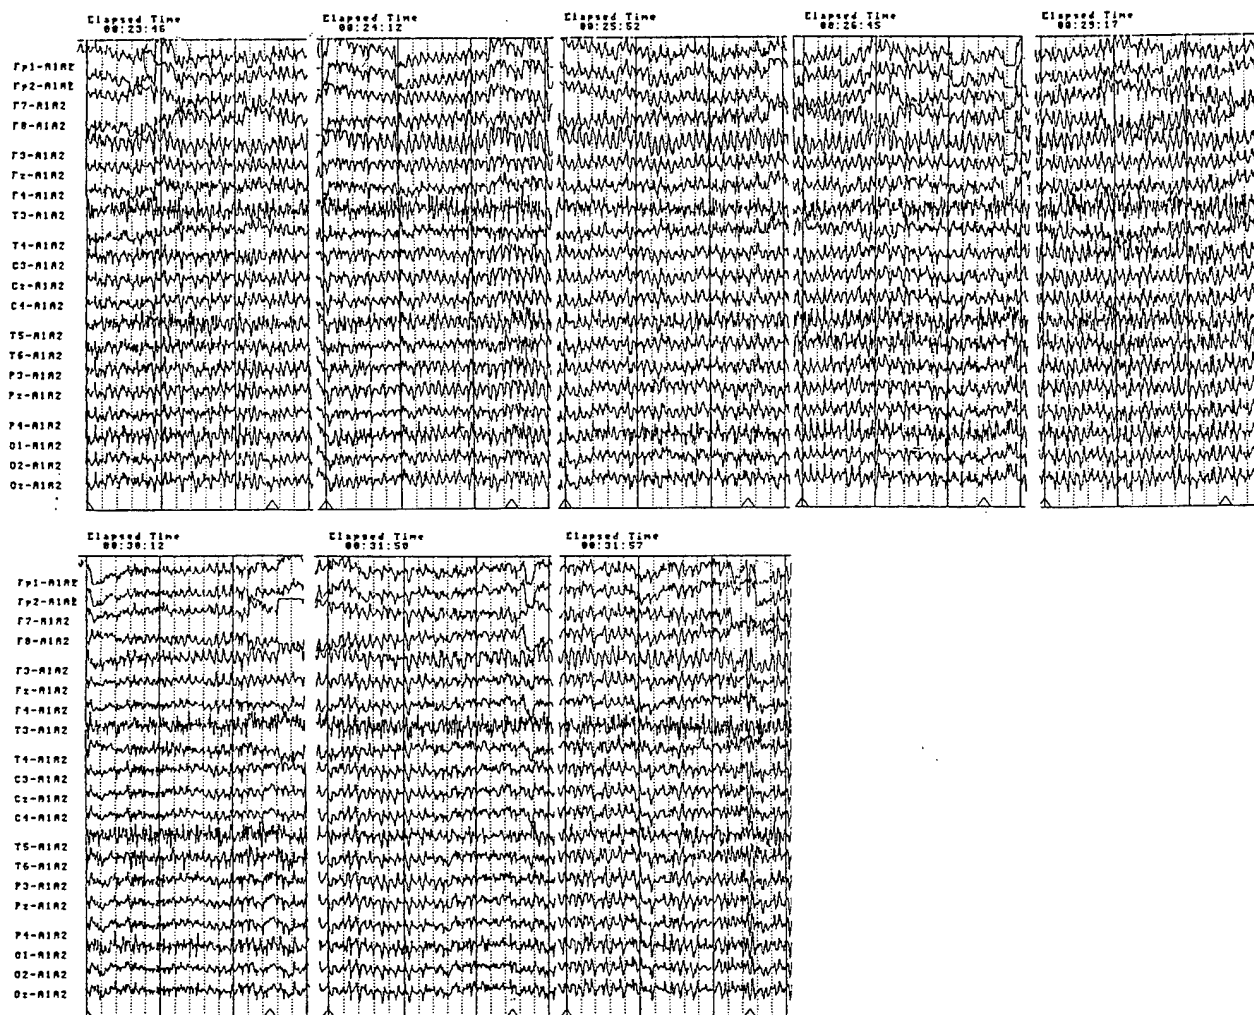 Elapsed Time
00:23:46
Elapsed Time
00:24:12
Elapsed Time
00:25:52
Elapsed Time
00:26:45
Elapsed Time
00:29:17
Fp1-A1A2
Fp2-A1A2
F7-A1A2
F8-A1A2
F3-A1A2
Fz-A1A2
F4-A1A2
T3-A1A2
T4-A1A2
C3-A1A2
Cz-A1A2
C4-A1A2
T5-A1A2
T6-A1A2
P3-A1A2
Pz-A1A2
P4-A1A2
O1-A1A2
O2-A1A2
Oz-A1A2
Elapsed Time
00:30:12
Elapsed Time
00:31:50
Elapsed Time
00:31:57
Fp1-A1A2
Fp2-A1A2
F7-A1A2
F8-A1A2
F3-A1A2
Fz-A1A2
F4-A1A2
T3-A1A2
T4-A1A2
C3-A1A2
Cz-A1A2
C4-A1A2
T5-A1A2
T6-A1A2
P3-A1A2
Pz-A1A2
P4-A1A2
O1-A1A2
O2-A1A2
Oz-A1A2